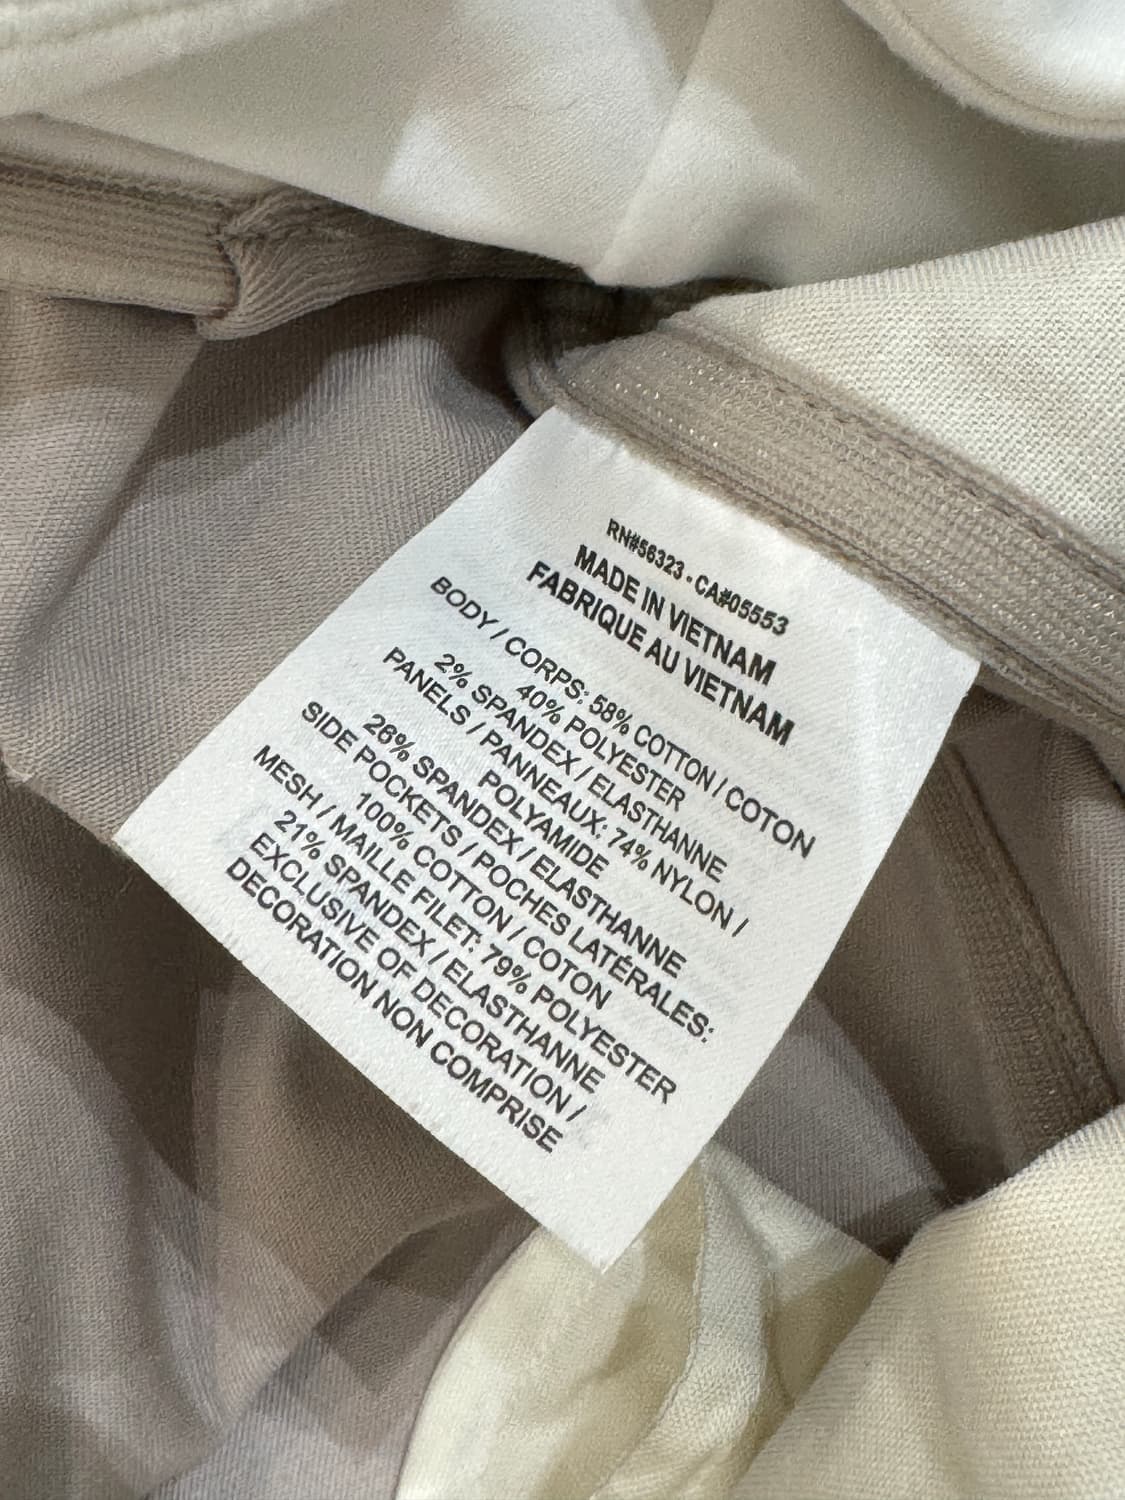 RN#56323 • CA#05553
MADE IN VIETNAM
FABRIQUE AU VIETNAM
BODY / CORPS: 58% COTTON / COTON
40% POLYESTER
2% SPANDEX / ELASTHANNE
PANELS / PANNEAUX: 74% NYLON /
POLYAMIDE
26% SPANDEX / ELASTHANNE
SIDE POCKETS / POCHES LATÉRALES:
100% COTTON / COTON
MESH / MAILLE FILET: 79% POLYESTER
21% SPANDEX / ELASTHANNE
EXCLUSIVE OF DECORATION /
DECORATION NON COMPRISE